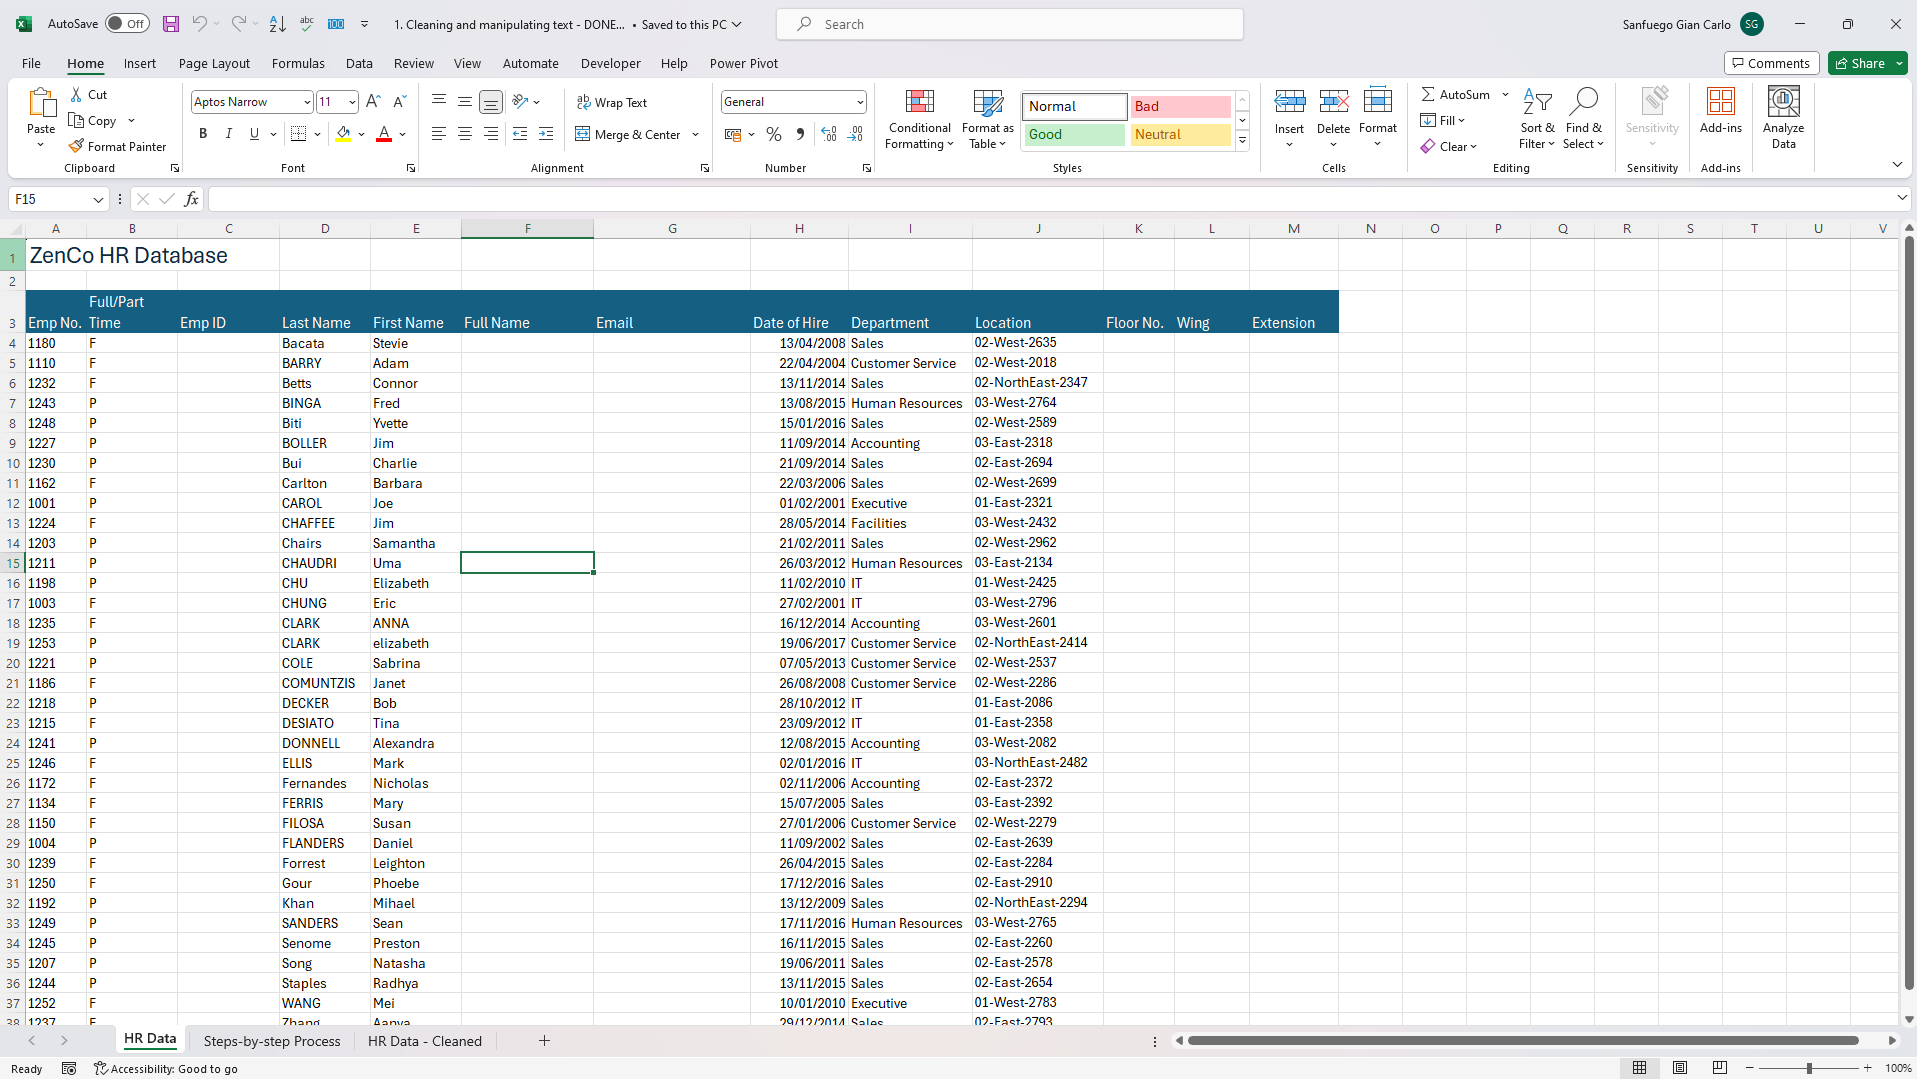 AutoSave Off 1. Cleaning and manipulating text - DONE... • Saved to this PC Search Sanfuego Gian Carlo SG
File Home Insert Page Layout Formulas Data Review View Automate Developer Help Power Pivot Comments Share
Paste Cut Copy Format Painter Clipboard
Aptos Narrow 11 B I U A Font
Wrap Text Merge & Center Alignment
General % Number
Conditional Formatting Format as Table Normal Bad Good Neutral Styles
Insert Delete Format Cells
AutoSum Fill Clear Sort & Filter Find & Select Editing
Sensitivity Sensitivity
Add-ins Add-ins
Analyze Data
F15 fx
A B C D E F G H I J K L M N O P Q R S T U V
1 ZenCo HR Database
2
3 Emp No. Full/Part Time Emp ID Last Name First Name Full Name Email Date of Hire Department Location Floor No. Wing Extension
4 1180 F Bacata Stevie 13/04/2008 Sales 02-West-2635
5 1110 F BARRY Adam 22/04/2004 Customer Service 02-West-2018
6 1232 F Betts Connor 13/11/2014 Sales 02-NorthEast-2347
7 1243 P BINGA Fred 13/08/2015 Human Resources 03-West-2764
8 1248 P Biti Yvette 15/01/2016 Sales 02-West-2589
9 1227 P BOLLER Jim 11/09/2014 Accounting 03-East-2318
10 1230 P Bui Charlie 21/09/2014 Sales 02-East-2694
11 1162 F Carlton Barbara 22/03/2006 Sales 02-West-2699
12 1001 P CAROL Joe 01/02/2001 Executive 01-East-2321
13 1224 F CHAFFEE Jim 28/05/2014 Facilities 03-West-2432
14 1203 P Chairs Samantha 21/02/2011 Sales 02-West-2962
15 1211 P CHAUDRI Uma 26/03/2012 Human Resources 03-East-2134
16 1198 P CHU Elizabeth 11/02/2010 IT 01-West-2425
17 1003 F CHUNG Eric 27/02/2001 IT 03-West-2796
18 1235 F CLARK ANNA 16/12/2014 Accounting 03-West-2601
19 1253 P CLARK elizabeth 19/06/2017 Customer Service 02-NorthEast-2414
20 1221 P COLE Sabrina 07/05/2013 Customer Service 02-West-2537
21 1186 F COMUNTZIS Janet 26/08/2008 Customer Service 02-West-2286
22 1218 P DECKER Bob 28/10/2012 IT 01-East-2086
23 1215 F DESIATO Tina 23/09/2012 IT 01-East-2358
24 1241 P DONNELL Alexandra 12/08/2015 Accounting 03-West-2082
25 1246 F ELLIS Mark 02/01/2016 IT 03-NorthEast-2482
26 1172 F Fernandes Nicholas 02/11/2006 Accounting 02-East-2372
27 1134 F FERRIS Mary 15/07/2005 Sales 03-East-2392
28 1150 F FILOSA Susan 27/01/2006 Customer Service 02-West-2279
29 1004 P FLANDERS Daniel 11/09/2002 Sales 02-East-2639
30 1239 F Forrest Leighton 26/04/2015 Sales 02-East-2284
31 1250 F Gour Phoebe 17/12/2016 Sales 02-East-2910
32 1192 P Khan Mihael 13/12/2009 Sales 02-NorthEast-2294
33 1249 P SANDERS Sean 17/11/2016 Human Resources 03-West-2765
34 1245 P Senome Preston 16/11/2015 Sales 02-East-2260
35 1207 P Song Natasha 19/06/2011 Sales 02-East-2578
36 1244 P Staples Radhya 13/11/2015 Sales 02-East-2654
37 1252 F WANG Mei 10/01/2010 Executive 01-West-2783
38 1237 F Zhang Aanya 29/12/2014 Sales 02-East-2793
HR Data Steps-by-step Process HR Data - Cleaned
Ready Accessibility: Good to go 100%